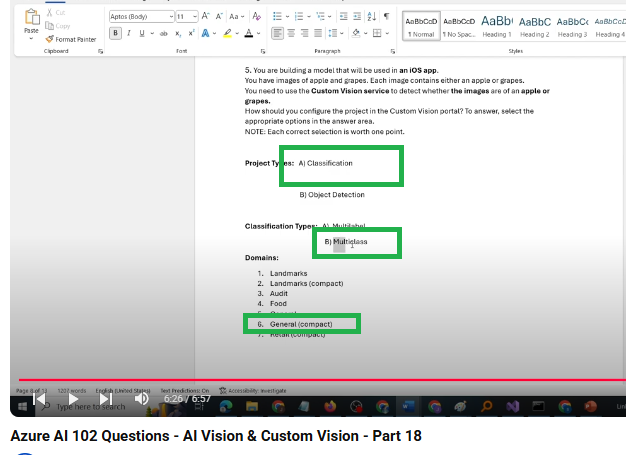 Cut
Copy
Paste
Format Painter
Clipboard
Aptos (Body)
11
A A Aa A
B I U ab x x A A
Font
Paragraph
AaBbCcD AaBbCcD AaBb( AaBbC AaBbCc AaBbCcD
1 Normal 1 No Spac... Heading 1 Heading 2 Heading 3 Heading 4
Styles
5. You are building a model that will be used in an iOS app.
You have images of apple and grapes. Each image contains either an apple or grapes.
You need to use the Custom Vision service to detect whether the images are of an apple or
grapes.
How should you configure the project in the Custom Vision portal? To answer, select the
appropriate options in the answer area.
NOTE: Each correct selection is worth one point.
Project Types: A) Classification
B) Object Detection
Classification Types: A) Multilabel
B) Multiclass
Domains:
1. Landmarks
2. Landmarks (compact)
3. Audit
4. Food
5. General
6. General (compact)
7. Retail (compact)
Page 6 of 13 1207 words English (United States) Text Predictions: On Accessibility: Investigate
6:26 / 6:57
Type here to search
Azure AI 102 Questions - AI Vision & Custom Vision - Part 18